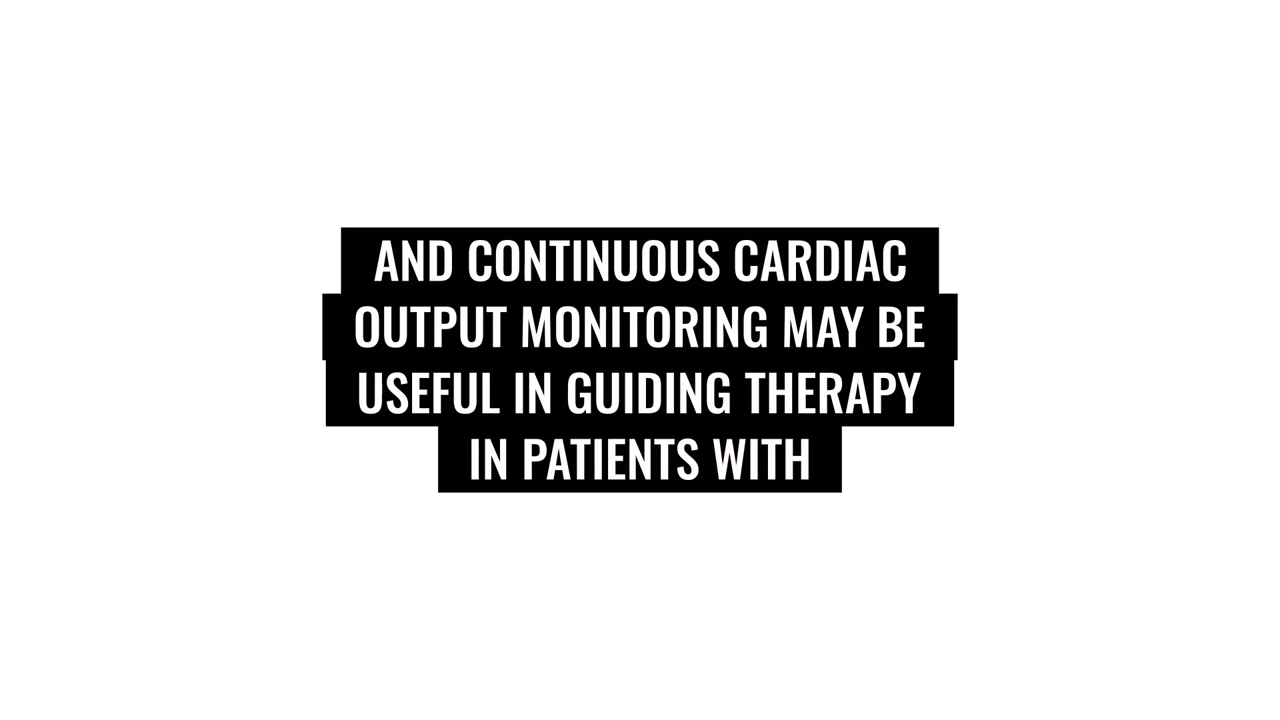 AND CONTINUOUS CARDIAC
OUTPUT MONITORING MAY BE
USEFUL IN GUIDING THERAPY
IN PATIENTS WITH